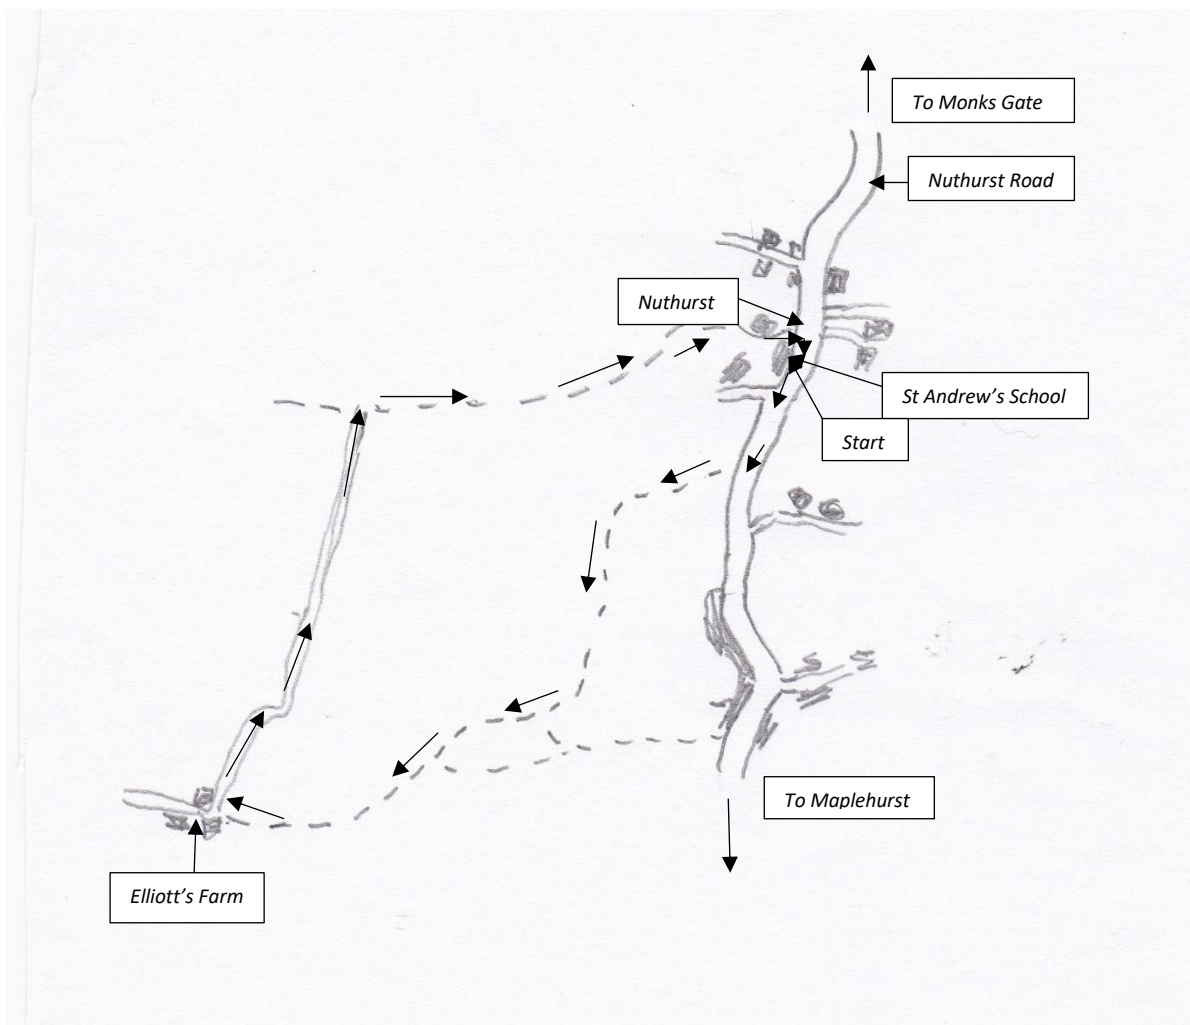 To Monks Gate
Nuthurst Road
Nuthurst
St Andrew's School
Start
To Maplehurst
Elliott's Farm